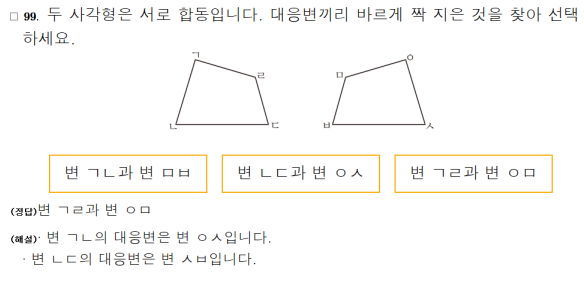 □ 99. 두 사각형은 서로 합동입니다. 대응변끼리 바르게 짝 지은 것을 찾아 선택
하세요.
ㄱ
ㄹ
ㄴ
ㄷ
ㅁ
ㅇ
ㅂ
ㅅ
변 ㄱㄴ과 변 ㅁㅂ
변 ㄴㄷ과 변 ㅇㅅ
변 ㄱㄹ과 변 ㅇㅁ
(정답)변 ㄱㄹ과 변 ㅇㅁ
(해설)· 변 ㄱㄴ의 대응변은 변 ㅇㅅ입니다.
· 변 ㄴㄷ의 대응변은 변 ㅅㅂ입니다.